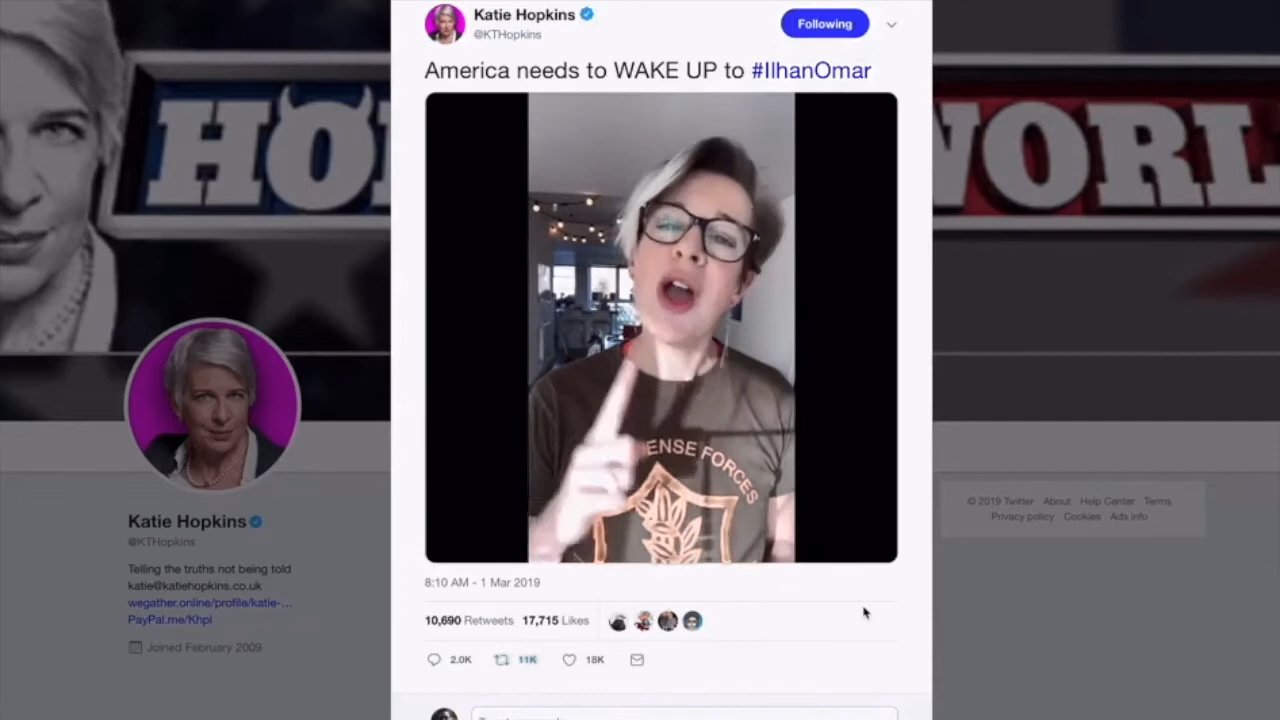 Katie Hopkins
@KTHopkins
Following
America needs to WAKE UP to #IlhanOmar
HO
WORL
ENSE FORCES
Katie Hopkins
@KTHopkins
Telling the truths not being told
katie@katiehopkins.co.uk
wegather.online/profile/katie-...
PayPal.me/Khpl
Joined February 2009
© 2019 Twitter About Help Center Terms
Privacy policy Cookies Ads info
8:10 AM - 1 Mar 2019
10,690 Retweets 17,715 Likes
2.0K 11K 18K